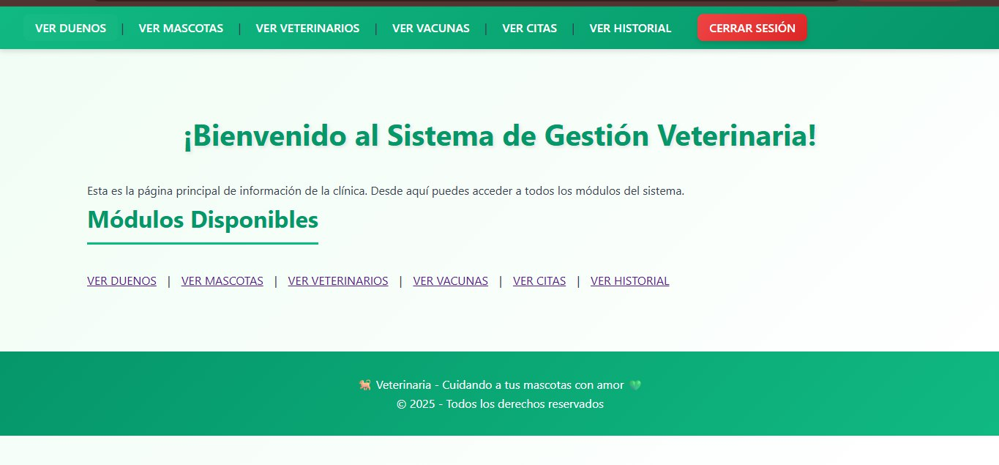 VER DUENOS | VER MASCOTAS | VER VETERINARIOS | VER VACUNAS | VER CITAS | VER HISTORIAL CERRAR SESIÓN
¡Bienvenido al Sistema de Gestión Veterinaria!
Esta es la página principal de información de la clínica. Desde aquí puedes acceder a todos los módulos del sistema.
Módulos Disponibles
VER DUENOS | VER MASCOTAS | VER VETERINARIOS | VER VACUNAS | VER CITAS | VER HISTORIAL
🐕 Veterinaria - Cuidando a tus mascotas con amor 💚
© 2025 - Todos los derechos reservados